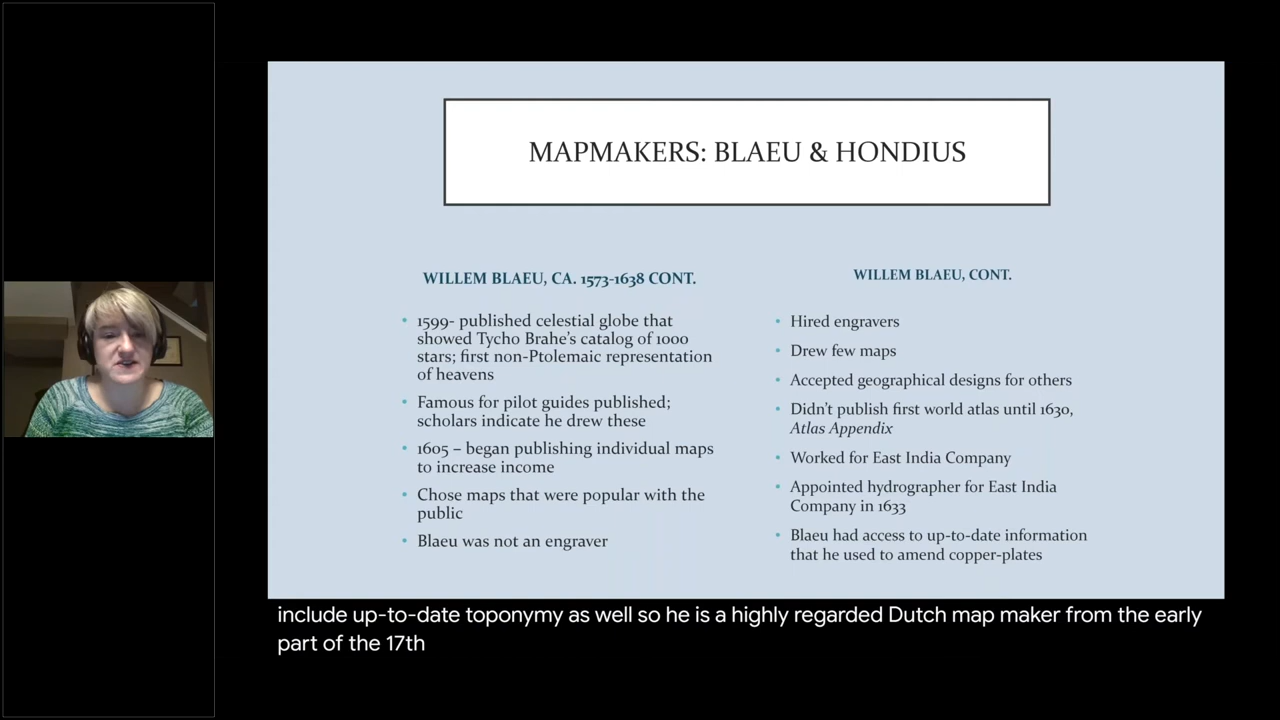 MAPMAKERS: BLAEU & HONDIUS
WILLEM BLAEU, CA. 1573-1638 CONT.
• 1599- published celestial globe that
showed Tycho Brahe's catalog of 1000
stars; first non-Ptolemaic representation
of heavens
• Famous for pilot guides published;
scholars indicate he drew these
• 1605 – began publishing individual maps
to increase income
• Chose maps that were popular with the
public
• Blaeu was not an engraver
WILLEM BLAEU, CONT.
• Hired engravers
• Drew few maps
• Accepted geographical designs for others
• Didn't publish first world atlas until 1630,
Atlas Appendix
• Worked for East India Company
• Appointed hydrographer for East India
Company in 1633
• Blaeu had access to up-to-date information
that he used to amend copper-plates
include up-to-date toponymy as well so he is a highly regarded Dutch map maker from the early
part of the 17th